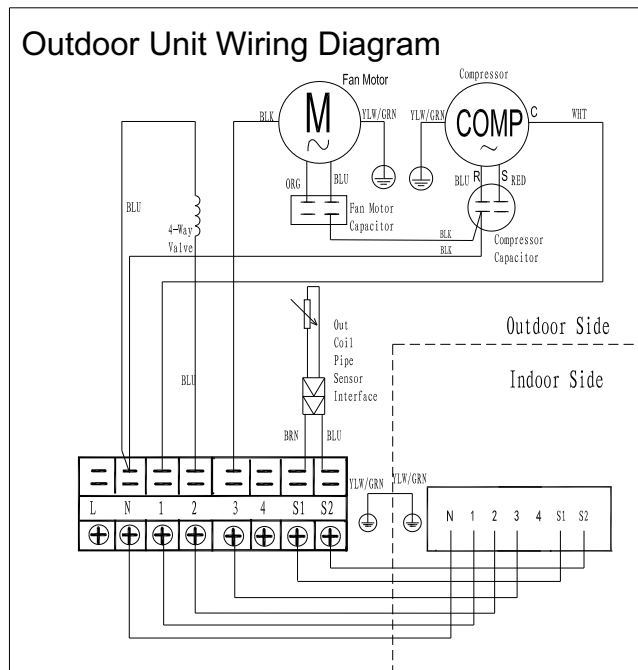 Outdoor Unit Wiring Diagram
Fan Motor
Compressor
BLK
M
YLW/GRN
YLW/GRN
COMP
C
WHT
ORG
BLU
BLU
R
S
RED
BLU
4-Way
Valve
Fan Motor
Capacitor
BLK
BLK
Compressor
Capacitor
Out
Coil
Pipe
Sensor
Interface
Outdoor Side
Indoor Side
BLU
BRN
BLU
YLW/GRN
YLW/GRN
L N 1 2 3 4 S1 S2
N 1 2 3 4 S1 S2